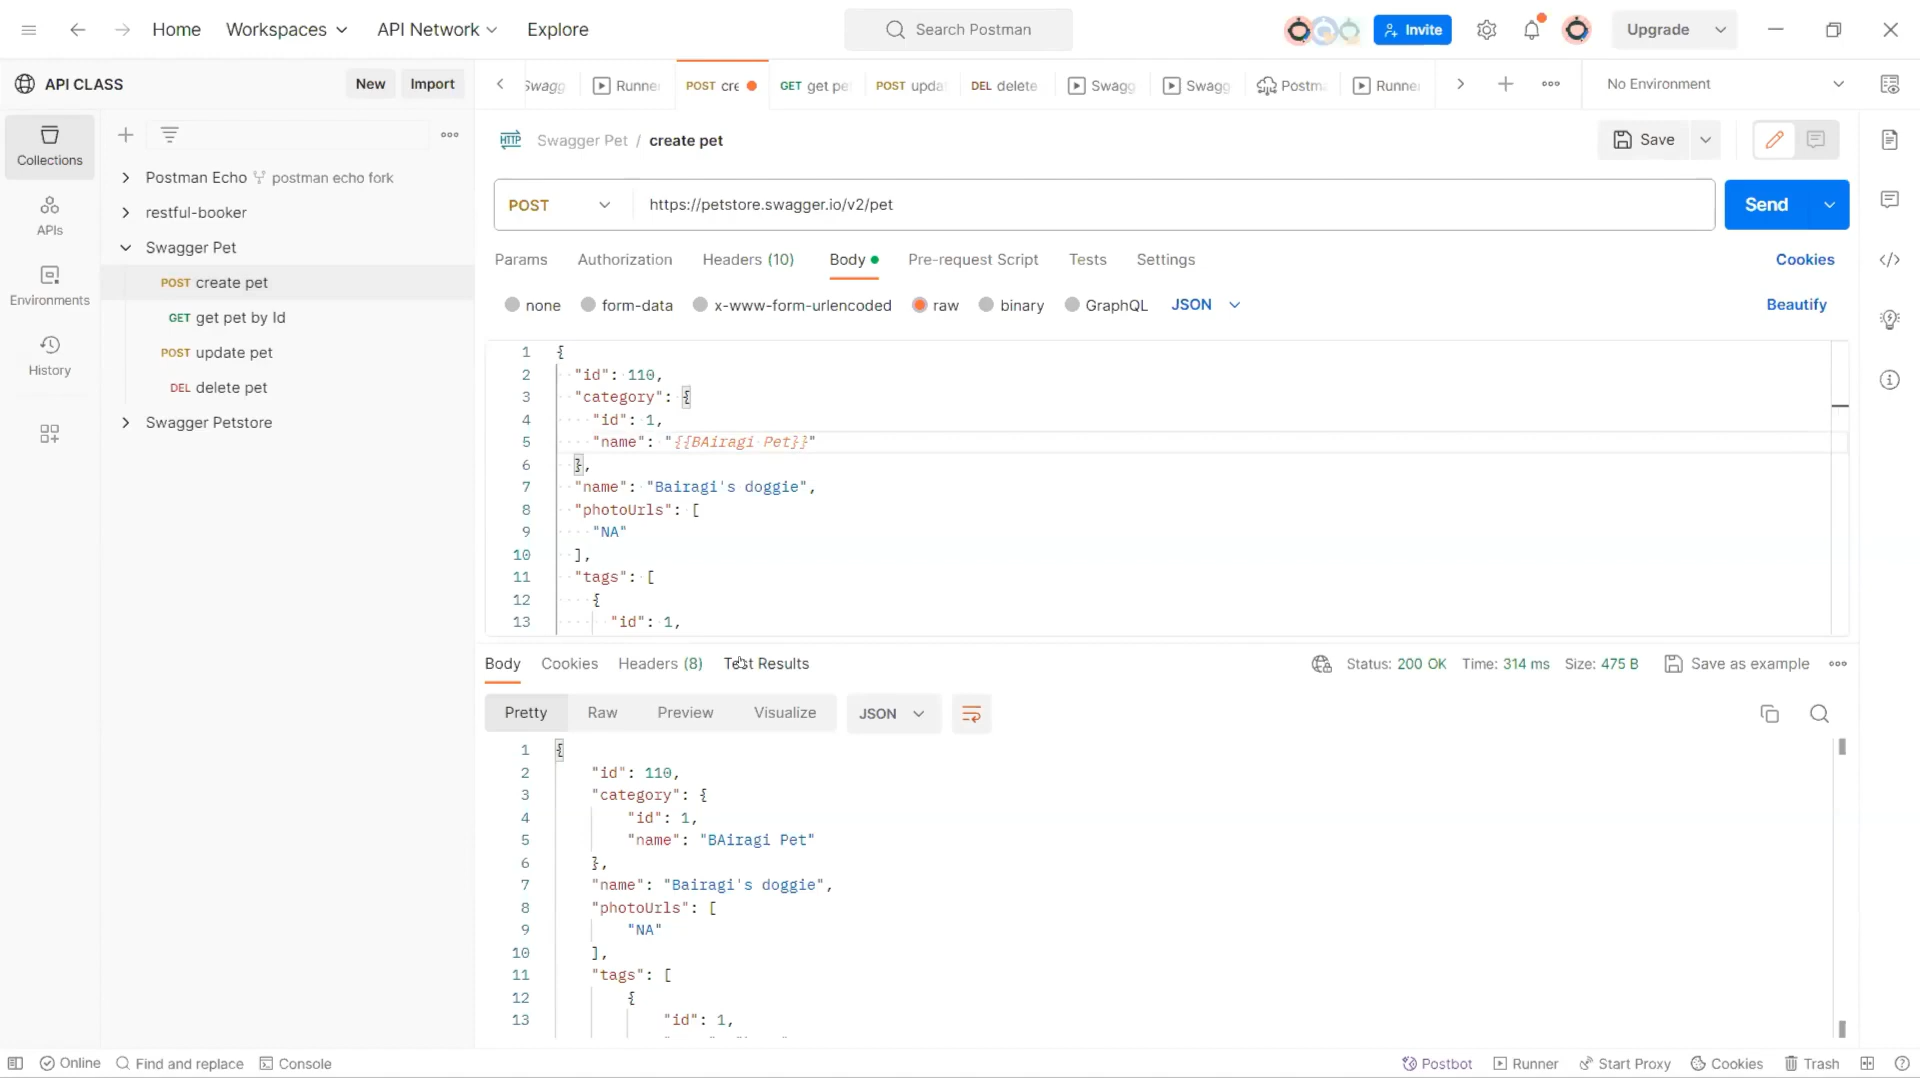 Home Workspaces API Network Explore Search Postman Invite Upgrade
API CLASS New Import Swagg Runne POST cre GET get pe POST upda DEL delete Swagg Swagg Postm Runne No Environment
Collections
APIs
Environments
History
Postman Echo postman echo fork
restful-booker
Swagger Pet
POST create pet
GET get pet by Id
POST update pet
DEL delete pet
Swagger Petstore
HTTP Swagger Pet / create pet Save
POST https://petstore.swagger.io/v2/pet Send
Params Authorization Headers (10) Body Pre-request Script Tests Settings Cookies
none form-data x-www-form-urlencoded raw binary GraphQL JSON Beautify
1 {
2 "id": 110,
3 "category": {
4 "id": 1,
5 "name": "{{BAiragi Pet}}"
6 },
7 "name": "Bairagi's doggie",
8 "photoUrls": [
9 "NA"
10 ],
11 "tags": [
12 {
13 "id": 1,
Body Cookies Headers (8) Test Results Status: 200 OK Time: 314 ms Size: 475 B Save as example
Pretty Raw Preview Visualize JSON
1 {
2 "id": 110,
3 "category": {
4 "id": 1,
5 "name": "BAiragi Pet"
6 },
7 "name": "Bairagi's doggie",
8 "photoUrls": [
9 "NA"
10 ],
11 "tags": [
12 {
13 "id": 1,
Online Find and replace Console Postbot Runner Start Proxy Cookies Trash